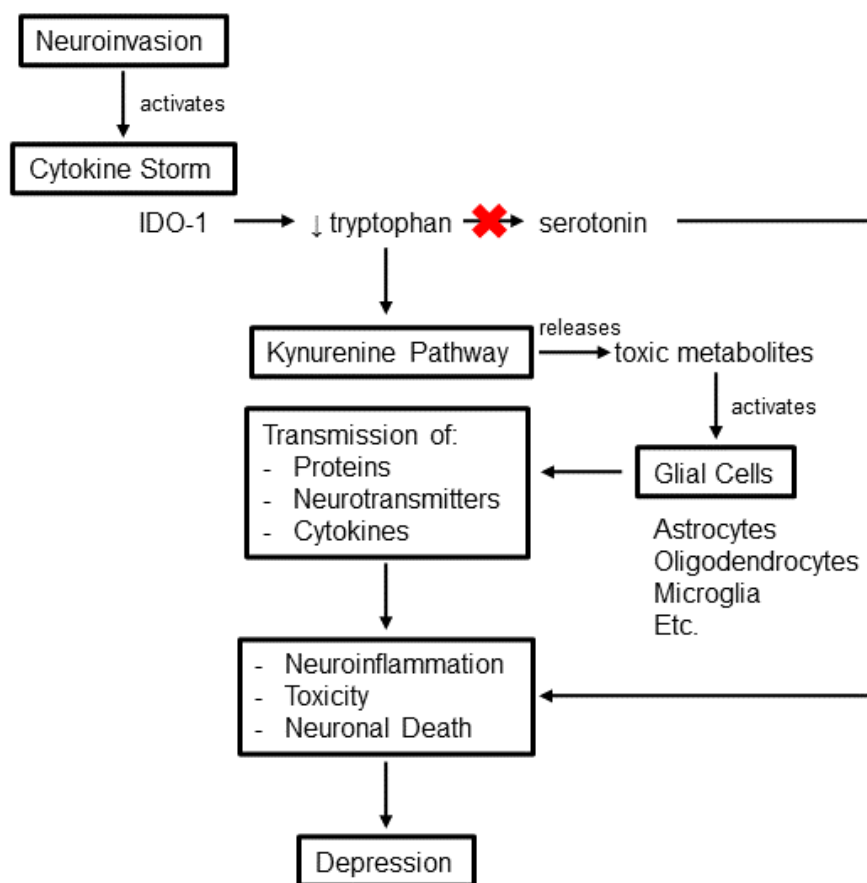 Neuroinvasion
activates
Cytokine Storm
IDO-1 ↓ tryptophan serotonin
Kynurenine Pathway
releases
toxic metabolites
activates
Transmission of:
- Proteins
- Neurotransmitters
- Cytokines
Glial Cells
Astrocytes
Oligodendrocytes
Microglia
Etc.
- Neuroinflammation
- Toxicity
- Neuronal Death
Depression